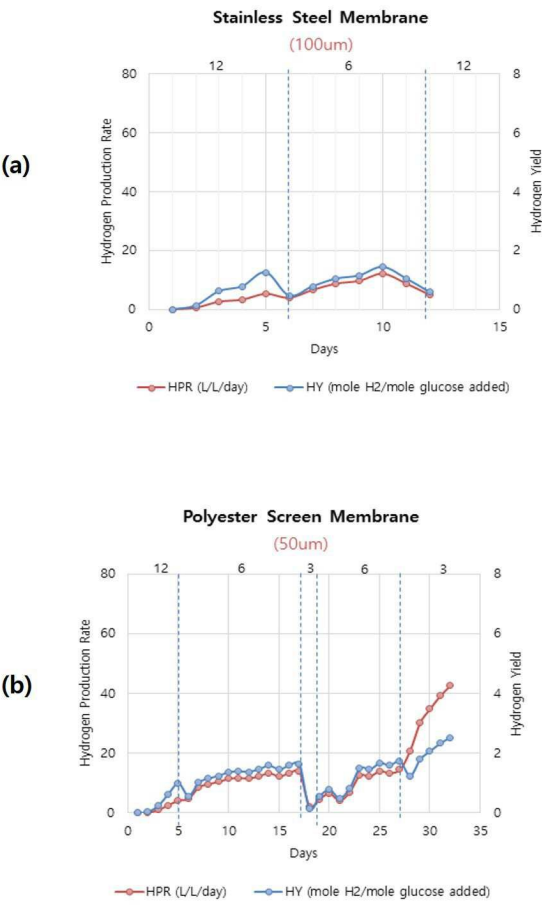 Stainless Steel Membrane
(100um)
12 6 12
80 8
60 6
40 4
20 2
0 0
0 5 10 15
Hydrogen Production Rate
Hydrogen Yield
Days
HPR (L/L/day) HY (mole H2/mole glucose added)
(a)
Polyester Screen Membrane
(50um)
12 6 3 6 3
80 8
60 6
40 4
20 2
0 0
0 5 10 15 20 25 30 35
Hydrogen Production Rate
Hydrogen Yield
Days
HPR (L/L/day) HY (mole H2/mole glucose added)
(b)